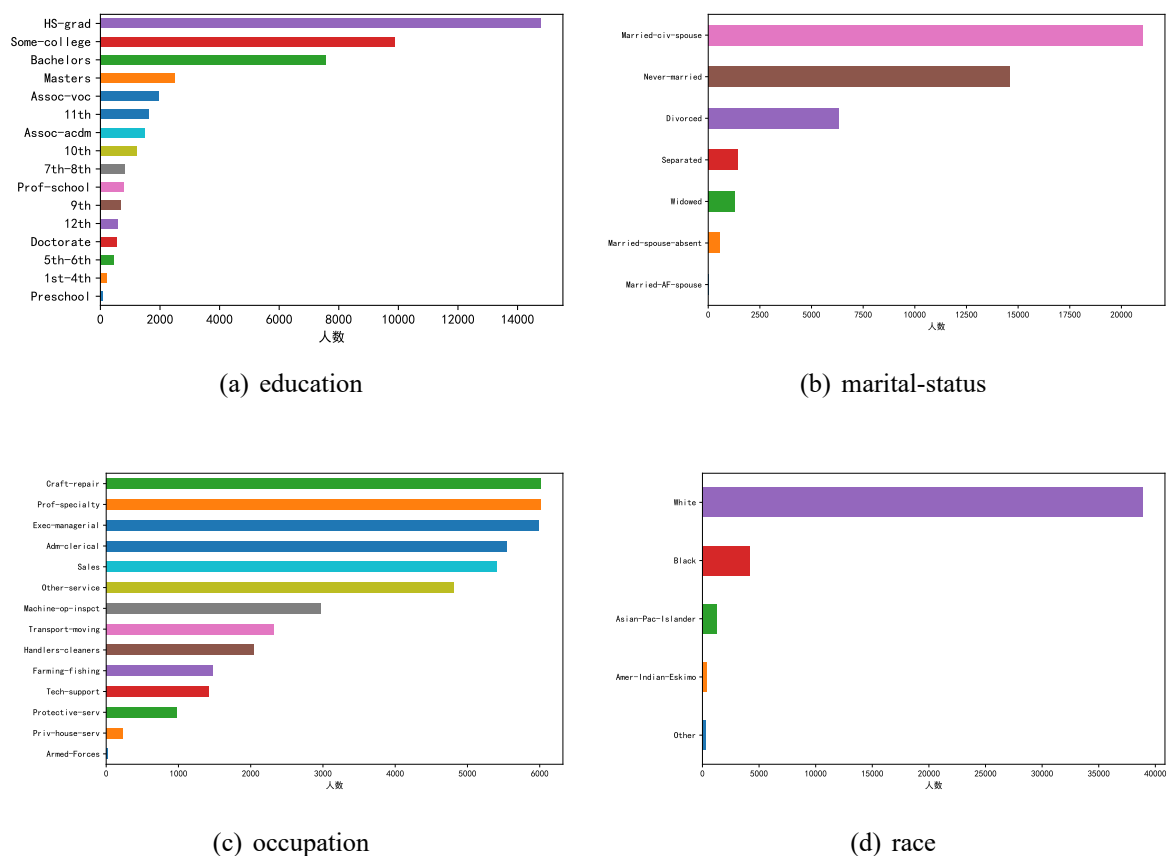 HS-grad
Some-college
Bachelors
Masters
Assoc-voc
11th
Assoc-acdm
10th
7th-8th
Prof-school
9th
12th
Doctorate
5th-6th
1st-4th
Preschool
0 2000 4000 6000 8000 10000 12000 14000
人数
(a) education
Married-civ-spouse
Never-married
Divorced
Separated
Widowed
Married-spouse-absent
Married-AF-spouse
0 2500 5000 7500 10000 12500 15000 17500 20000
人数
(b) marital-status
Craft-repair
Prof-specialty
Exec-managerial
Adm-clerical
Sales
Other-service
Machine-op-inspct
Transport-moving
Handlers-cleaners
Farming-fishing
Tech-support
Protective-serv
Priv-house-serv
Armed-Forces
0 1000 2000 3000 4000 5000 6000
人数
(c) occupation
White
Black
Asian-Pac-Islander
Amer-Indian-Eskimo
Other
0 5000 10000 15000 20000 25000 30000 35000 40000
人数
(d) race